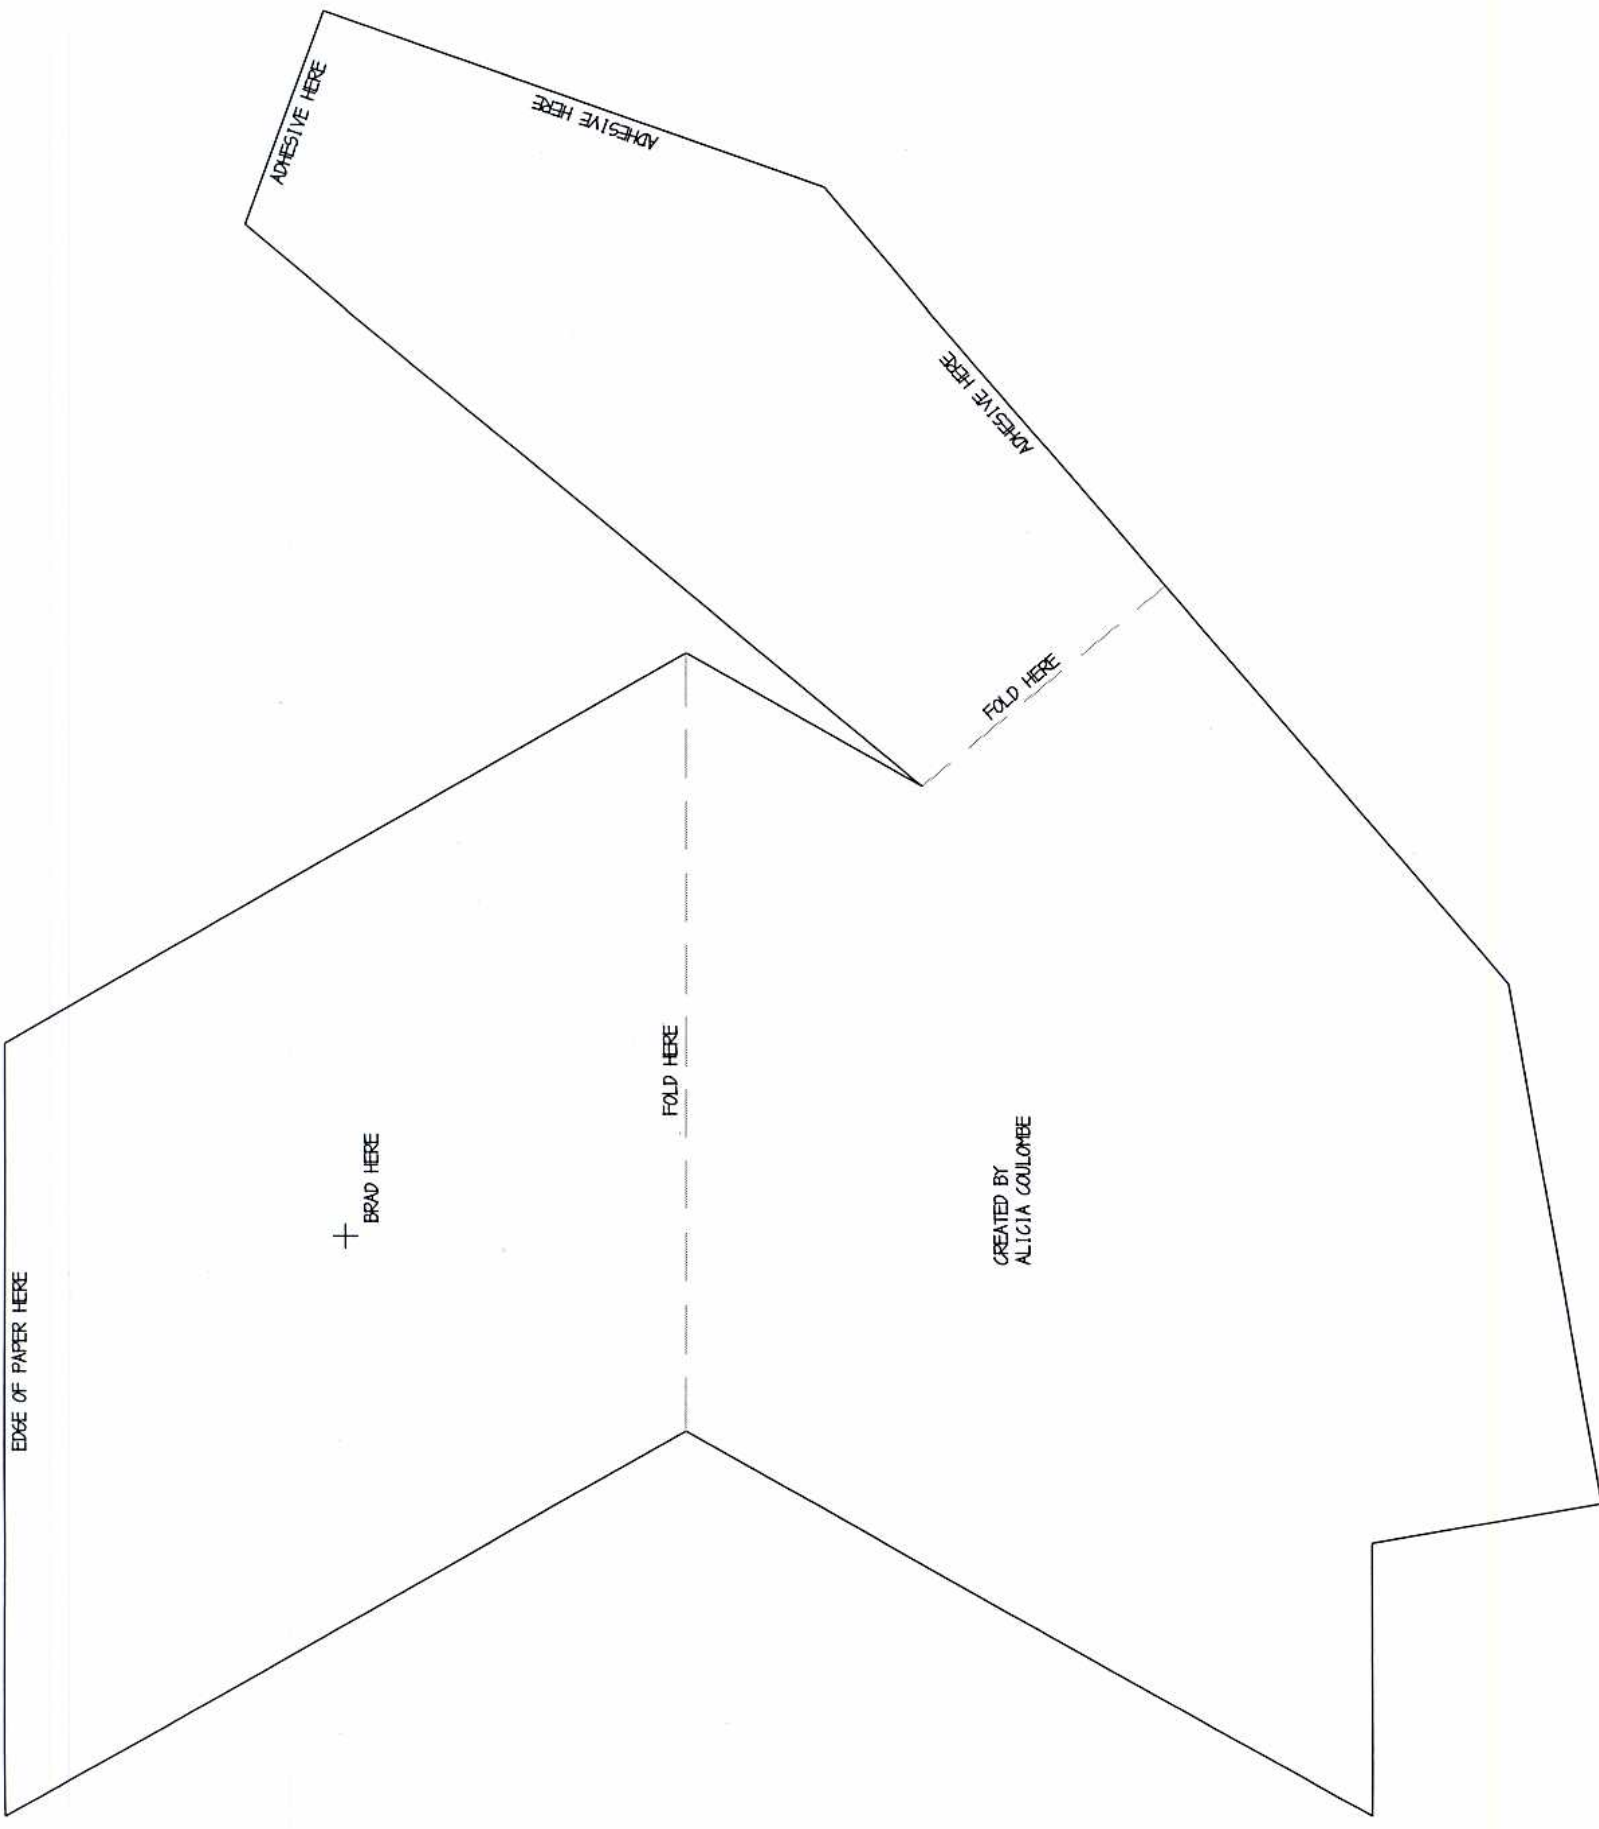 ADHESIVE HERE
ADHESIVE HERE
ADHESIVE HERE
FOLD HERE
FOLD HERE
BRAD HERE
EDGE OF PAPER HERE
CREATED BY
ALICIA COULOMBE